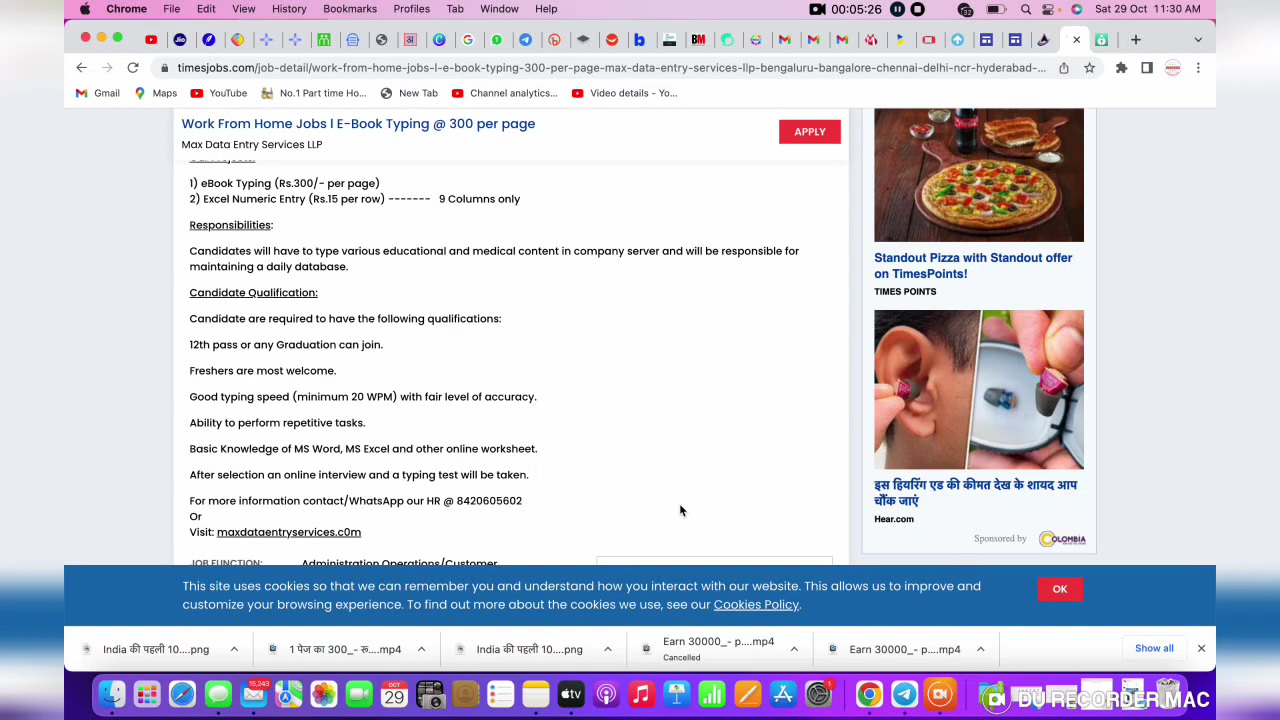 Chrome File Edit View History Bookmarks Profiles Tab Window Help 00:05:26 Sat 29 Oct 11:30 AM
timesjobs.com/job-detail/work-from-home-jobs-l-e-book-typing-300-per-page-max-data-entry-services-llp-bengaluru-bangalore-chennai-delhi-ncr-hyderabad-...
Gmail Maps YouTube No.1 Part time Ho... New Tab Channel analytics... Video details - Yo...
Work From Home Jobs l E-Book Typing @ 300 per page
APPLY
Max Data Entry Services LLP
Our Projects:
1) eBook Typing (Rs.300/- per page)
2) Excel Numeric Entry (Rs.15 per row) ------- 9 Columns only
Responsibilities:
Candidates will have to type various educational and medical content in company server and will be responsible for
maintaining a daily database.
Candidate Qualification:
Candidate are required to have the following qualifications:
12th pass or any Graduation can join.
Freshers are most welcome.
Good typing speed (minimum 20 WPM) with fair level of accuracy.
Ability to perform repetitive tasks.
Basic Knowledge of MS Word, MS Excel and other online worksheet.
After selection an online interview and a typing test will be taken.
For more information contact/WhatsApp our HR @ 8420605602
Or
Visit: maxdataentryservices.c0m
JOB FUNCTION: Administration Operations/Customer
Standout Pizza with Standout offer
on TimesPoints!
TIMES POINTS
इस हियरिंग एड की कीमत देख के शायद आप
चौंक जाएं
Hear.com
Sponsored by COLOMBIA
This site uses cookies so that we can remember you and understand how you interact with our website. This allows us to improve and
customize your browsing experience. To find out more about the cookies we use, see our Cookies Policy.
OK
India की पहली 10....png
1 पेज का 300_- रू....mp4
India की पहली 10....png
Earn 30000_- p....mp4
Cancelled
Earn 30000_- p....mp4
Show all
15,243
OCT
29
tv
1
DU RECORDER MAC